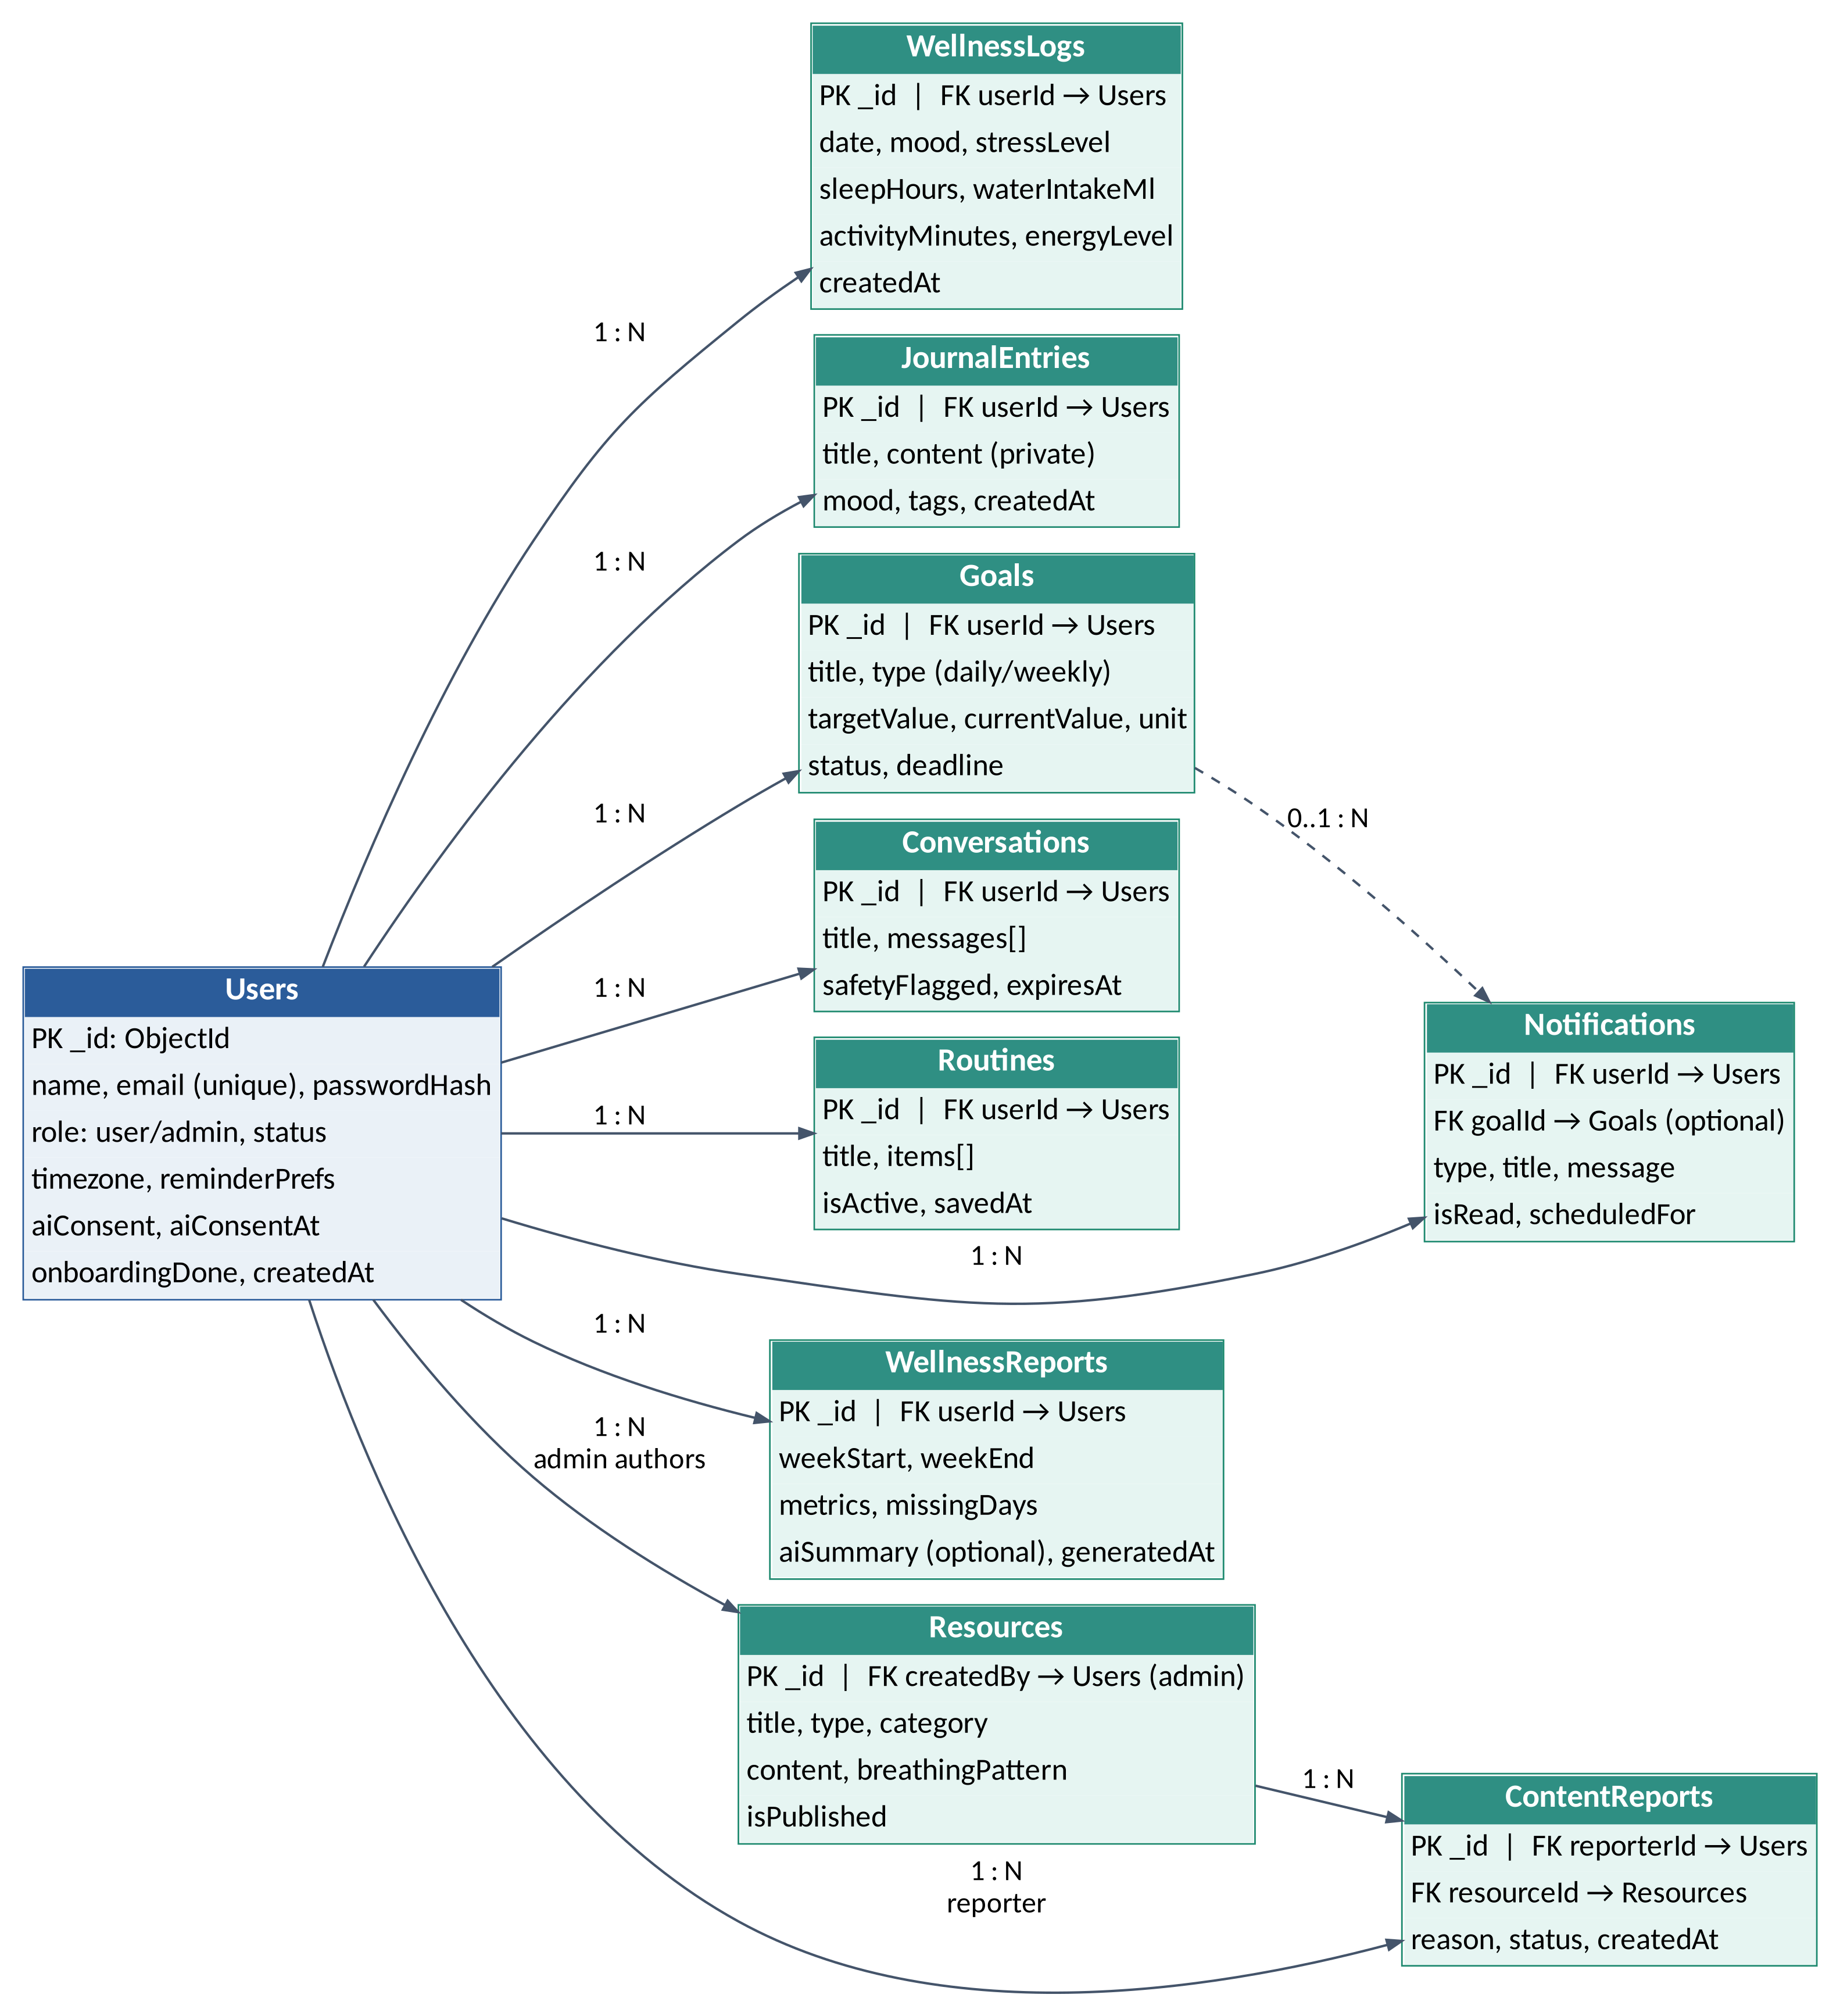 WellnessLogs
PK _id | FK userId → Users
date, mood, stressLevel
sleepHours, waterIntakeMl
activityMinutes, energyLevel
createdAt
1 : N
JournalEntries
PK _id | FK userId → Users
title, content (private)
mood, tags, createdAt
1 : N
Goals
PK _id | FK userId → Users
title, type (daily/weekly)
targetValue, currentValue, unit
status, deadline
1 : N
0..1 : N
Conversations
PK _id | FK userId → Users
title, messages[]
safetyFlagged, expiresAt
1 : N
Users
PK _id: ObjectId
name, email (unique), passwordHash
role: user/admin, status
timezone, reminderPrefs
aiConsent, aiConsentAt
onboardingDone, createdAt
Routines
PK _id | FK userId → Users
title, items[]
isActive, savedAt
1 : N
Notifications
PK _id | FK userId → Users
FK goalId → Goals (optional)
type, title, message
isRead, scheduledFor
1 : N
1 : N
WellnessReports
PK _id | FK userId → Users
weekStart, weekEnd
metrics, missingDays
aiSummary (optional), generatedAt
1 : N
admin authors
Resources
PK _id | FK createdBy → Users (admin)
title, type, category
content, breathingPattern
isPublished
1 : N
ContentReports
PK _id | FK reporterId → Users
FK resourceId → Resources
reason, status, createdAt
1 : N
reporter